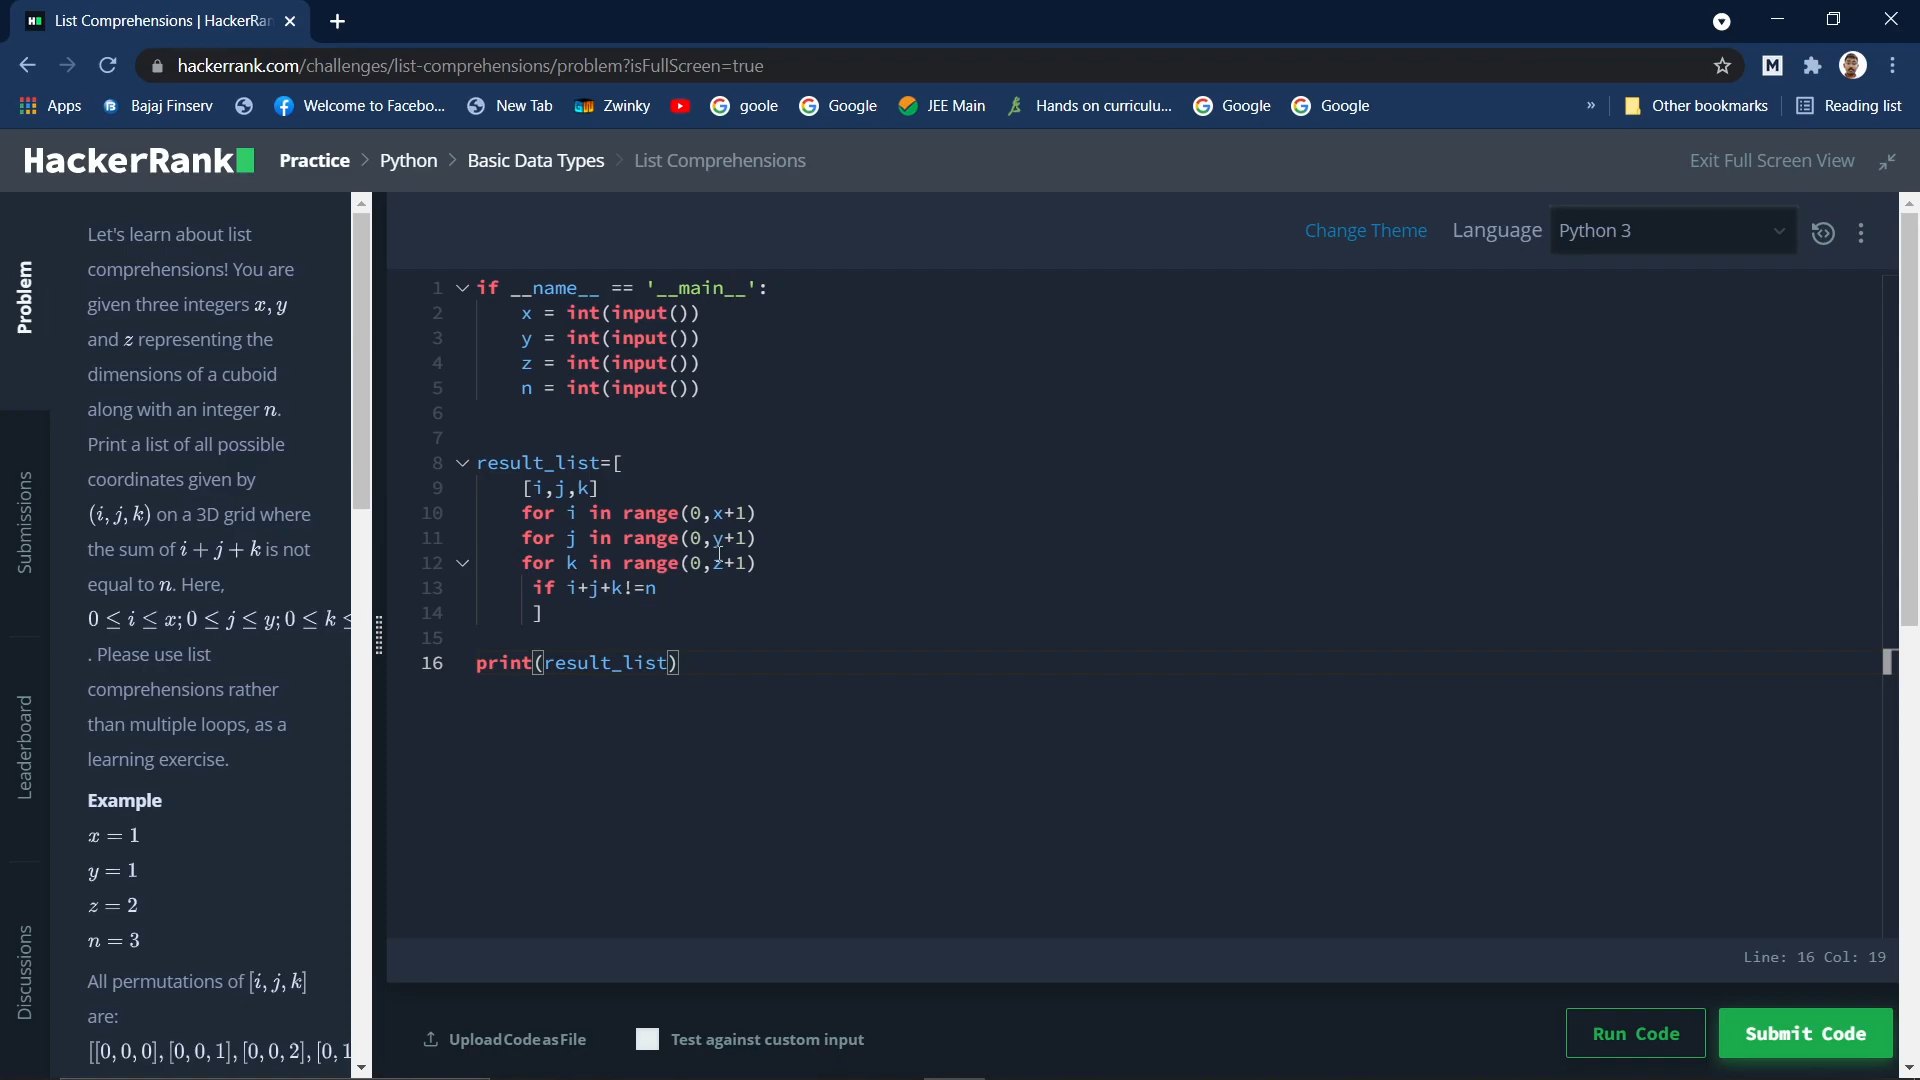 List Comprehensions | HackerRan
hackerrank.com/challenges/list-comprehensions/problem?isFullScreen=true
Apps Bajaj Finserv Welcome to Facebo... New Tab Zwinky goole Google JEE Main Hands on curriculu... Google Google » Other bookmarks Reading list
HackerRank Practice > Python > Basic Data Types > List Comprehensions Exit Full Screen View
Problem
Submissions
Leaderboard
Discussions
Let's learn about list
comprehensions! You are
given three integers x, y
and z representing the
dimensions of a cuboid
along with an integer n.
Print a list of all possible
coordinates given by
(i, j, k) on a 3D grid where
the sum of i + j + k is not
equal to n. Here,
0 ≤ i ≤ x; 0 ≤ j ≤ y; 0 ≤ k ≤
. Please use list
comprehensions rather
than multiple loops, as a
learning exercise.
Example
x = 1
y = 1
z = 2
n = 3
All permutations of [i, j, k]
are:
[[0, 0, 0], [0, 0, 1], [0, 0, 2], [0, 1
Change Theme Language Python 3
1 if __name__ == '__main__':
2 x = int(input())
3 y = int(input())
4 z = int(input())
5 n = int(input())
6
7
8 result_list=[
9 [i,j,k]
10 for i in range(0,x+1)
11 for j in range(0,y+1)
12 for k in range(0,z+1)
13 if i+j+k!=n
14 ]
15
16 print(result_list)
Line: 16 Col: 19
Upload Code as File Test against custom input Run Code Submit Code